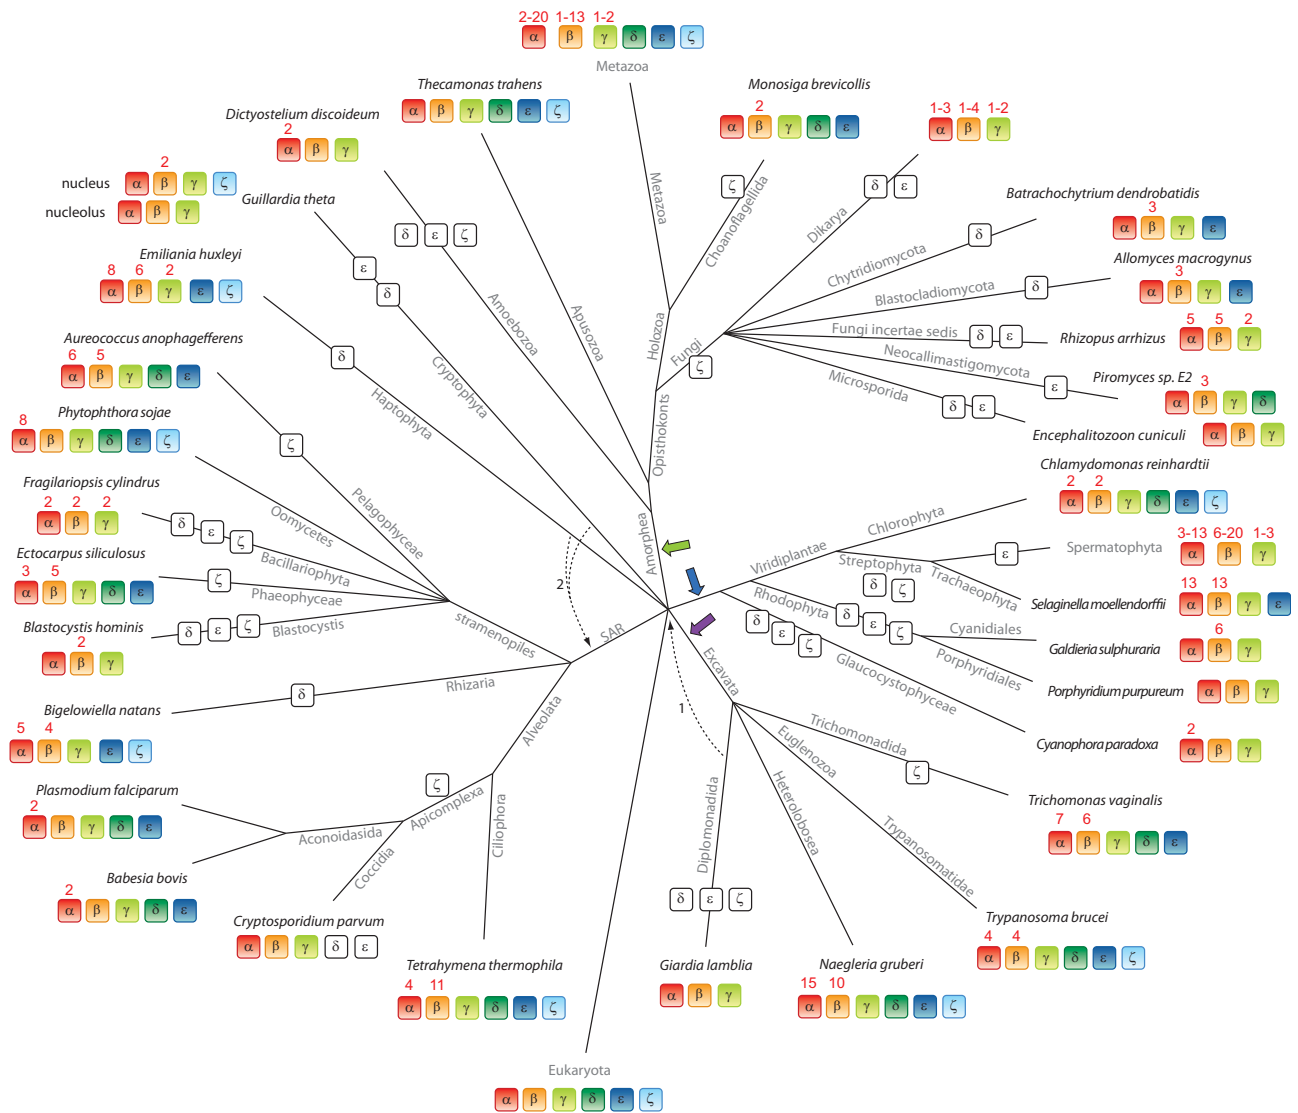 2-20 1-13 1-2
α β γ δ ε ζ
Metazoa
Thecamonas trahens
α β γ δ ε ζ
Monosiga brevicollis
2
α β γ δ ε
1-3 1-4 1-2
α β γ
Dictyostelium discoideum
2
α β γ
2
nucleus α β γ ζ
nucleolus α β γ
Guillardia theta
Batrachochytrium dendrobatidis
3
α β γ ε
Emiliania huxleyi
8 6 2
α β γ ε ζ
Allomyces macrogynus
3
α β γ ε
Aureococcus anophagefferens
6 5
α β γ δ ε
Rhizopus arrhizus
5 5 2
α β γ
Piromyces sp. E2
3
α β γ δ
Phytophthora sojae
8
α β γ δ ε ζ
Encephalitozoon cuniculi
α β γ
Fragilariopsis cylindrus
2 2 2
α β γ
Chlamydomonas reinhardtii
2 2
α β γ δ ε ζ
Ectocarpus siliculosus
3 5
α β γ δ ε
Spermatophyta
3-13 6-20 1-3
α β γ
Blastocystis hominis
2
α β γ
Selaginella moellendorffii
13 13
α β γ ε
Galdieria sulphuraria
6
α β γ
Porphyridium purpureum
α β γ
Bigelowiella natans
5 4
α β γ ε ζ
Cyanophora paradoxa
2
α β γ
Plasmodium falciparum
2
α β γ δ ε
Trichomonas vaginalis
7 6
α β γ δ ε
Babesia bovis
2
α β γ δ ε
Trypanosoma brucei
4 4
α β γ δ ε ζ
Cryptosporidium parvum
α β γ δ ε
Tetrahymena thermophila
4 11
α β γ δ ε ζ
Giardia lamblia
α β γ
Naegleria gruberi
15 10
α β γ δ ε ζ
Eukaryota
α β γ δ ε ζ
Metazoa
Choanoflagellida
ζ
Holozoa
Opisthokonts
Fungi
ζ
Dikarya
δ ε
Chytridiomycota
δ
Blastocladiomycota
δ
Fungi incertae sedis
δ ε
Neocallimastigomycota
ε
Microsporida
δ ε
Apusozoa
Amoebozoa
δ ε ζ
Amorphea
Cryptophyta
ε
δ
Haptophyta
δ
Pelagophyceae
ζ
Oomycetes
Bacillariophyta
δ ε ζ
Phaeophyceae
ζ
Blastocystis
δ ε ζ
stramenopiles
SAR
2
Rhizaria
δ
Alveolata
Apicomplexa
ζ
Aconoidasida
Coccidia
Ciliophora
Viridiplantae
Chlorophyta
Streptophyta
δ ζ
ε
Trachaeophyta
Rhodophyta
δ ε ζ
Cyanidiales
Porphyridiales
Glaucocystophyceae
δ ε ζ
Excavata
1
Trichomonadida
ζ
Euglenozoa
Trypanosomatidae
Heterolobosea
Diplomonadida
δ ε ζ